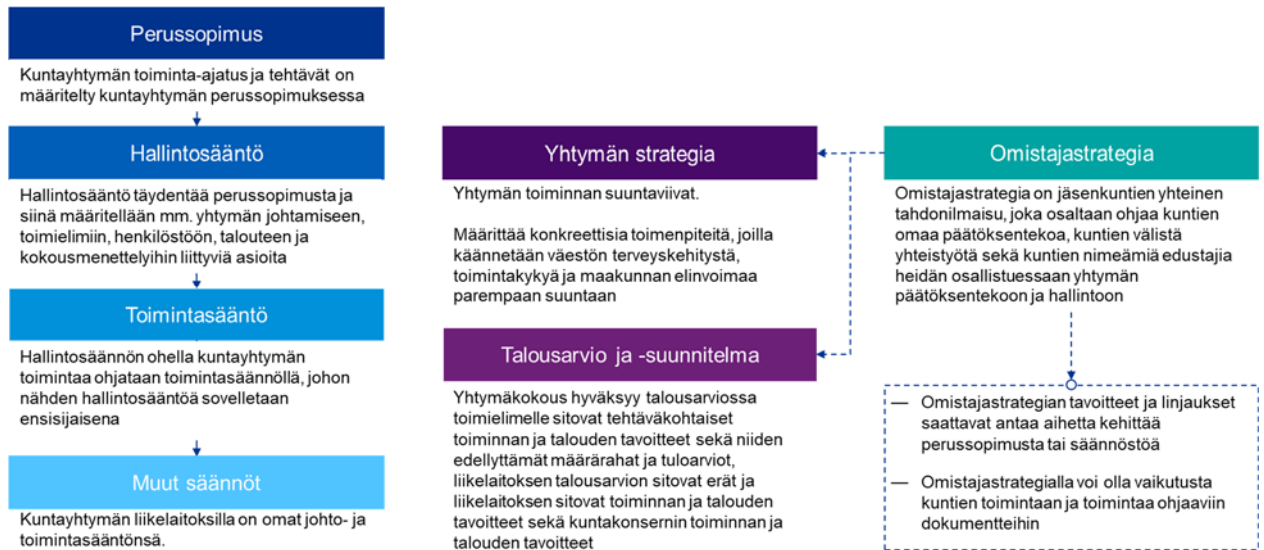 Perussopimus
Kuntayhtymän toiminta-ajatus ja tehtävät on
määritelty kuntayhtymän perussopimuksessa
Hallintosääntö
Hallintosääntö täydentää perussopimusta ja
siinä määritellään mm. yhtymän johtamiseen,
toimielimiin, henkilöstöön, talouteen ja
kokousmenettelyihin liittyviä asioita
Toimintasääntö
Hallintosäännön ohella kuntayhtymän
toimintaa ohjataan toimintasäännöllä, johon
nähden hallintosääntöä sovelletaan
ensisijaisena
Muut säännöt
Kuntayhtymän liikelaitoksilla on omat johto- ja
toimintasääntönsä.
Yhtymän strategia
Yhtymän toiminnan suuntaviivat.
Määrittää konkreettisia toimenpiteitä, joilla
käännetään väestön terveyskehitystä,
toimintakykyä ja maakunnan elinvoimaa
parempaan suuntaan
Talousarvio ja -suunnitelma
Yhtymäkokous hyväksyy talousarviossa
toimielimelle sitovat tehtäväkohtaiset
toiminnan ja talouden tavoitteet sekä niiden
edellyttämät määrärahat ja tuloarviot,
liikelaitoksen talousarvion sitovat erät ja
liikelaitoksen sitovat toiminnan ja talouden
tavoitteet sekä kuntakonsernin toiminnan ja
talouden tavoitteet
Omistajastrategia
Omistajastrategia on jäsenkuntien yhteinen
tahdonilmaisu, joka osaltaan ohjaa kuntien
omaa päätöksentekoa, kuntien välistä
yhteistyötä sekä kuntien nimeämiä edustajia
heidän osallistuessaan yhtymän
päätöksentekoon ja hallintoon
— Omistajastrategian tavoitteet ja linjaukset
saattavat antaa aihetta kehittää
perussopimusta tai säännöstöä
— Omistajastrategialla voi olla vaikutusta
kuntien toimintaan ja toimintaa ohjaaviin
dokumentteihin